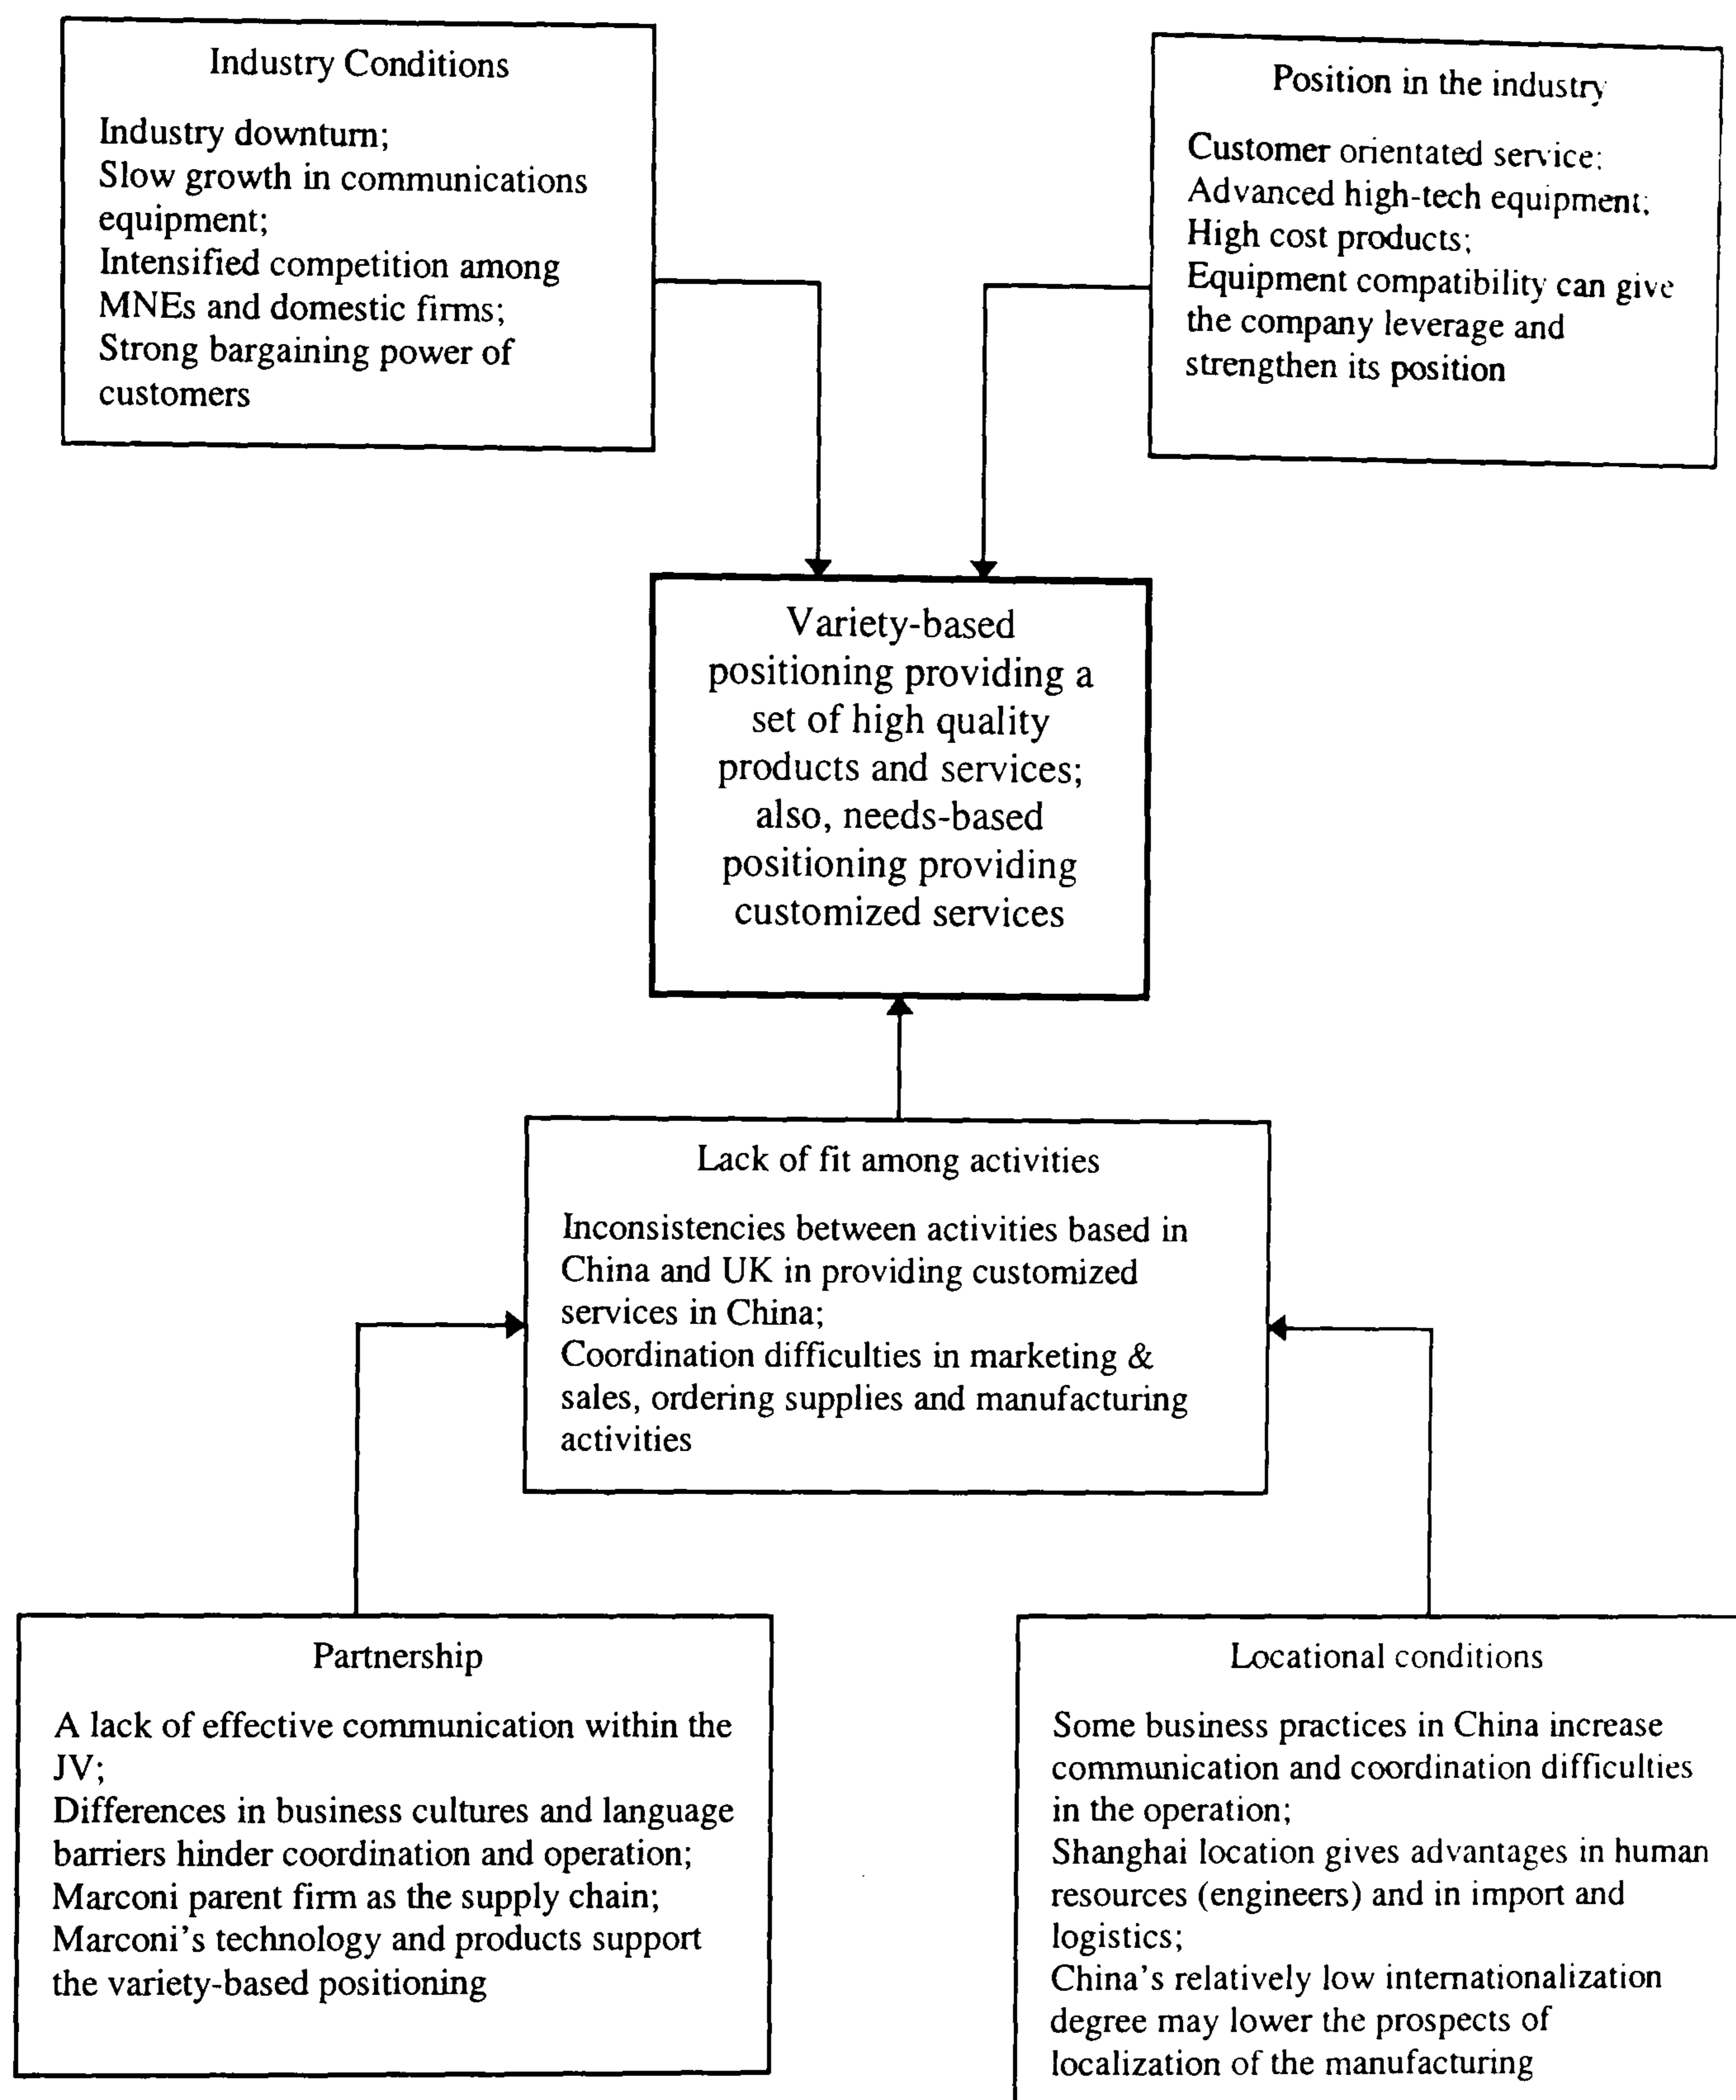 Industry Conditions
Industry downturn;
Slow growth in communications
equipment;
Intensified competition among
MNEs and domestic firms;
Strong bargaining power of
customers
Position in the industry
Customer orientated service;
Advanced high-tech equipment;
High cost products;
Equipment compatibility can give
the company leverage and
strengthen its position
Variety-based
positioning providing a
set of high quality
products and services;
also, needs-based
positioning providing
customized services
Lack of fit among activities
Inconsistencies between activities based in
China and UK in providing customized
services in China;
Coordination difficulties in marketing &
sales, ordering supplies and manufacturing
activities
Partnership
A lack of effective communication within the
JV;
Differences in business cultures and language
barriers hinder coordination and operation;
Marconi parent firm as the supply chain;
Marconi's technology and products support
the variety-based positioning
Locational conditions
Some business practices in China increase
communication and coordination difficulties
in the operation;
Shanghai location gives advantages in human
resources (engineers) and in import and
logistics;
China's relatively low internationalization
degree may lower the prospects of
localization of the manufacturing